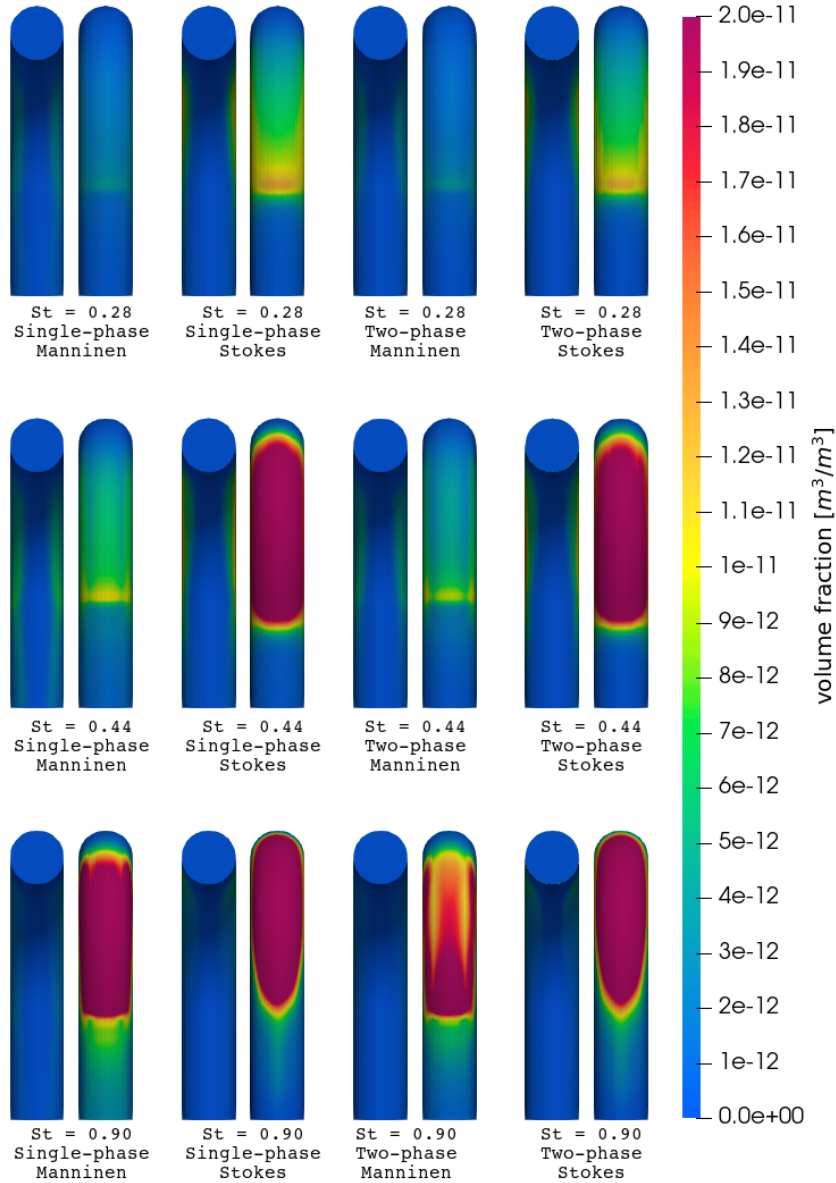 St = 0.28
Single-phase
Manninen
St = 0.28
Single-phase
Stokes
St = 0.28
Two-phase
Manninen
St = 0.28
Two-phase
Stokes
St = 0.44
Single-phase
Manninen
St = 0.44
Single-phase
Stokes
St = 0.44
Two-phase
Manninen
St = 0.44
Two-phase
Stokes
St = 0.90
Single-phase
Manninen
St = 0.90
Single-phase
Stokes
St = 0.90
Two-phase
Manninen
St = 0.90
Two-phase
Stokes
2.0e-11
1.9e-11
1.8e-11
1.7e-11
1.6e-11
1.5e-11
1.4e-11
1.3e-11
1.2e-11
1.1e-11
1e-11
9e-12
8e-12
7e-12
6e-12
5e-12
4e-12
3e-12
2e-12
1e-12
0.0e+00
volume fraction [m³/m³]